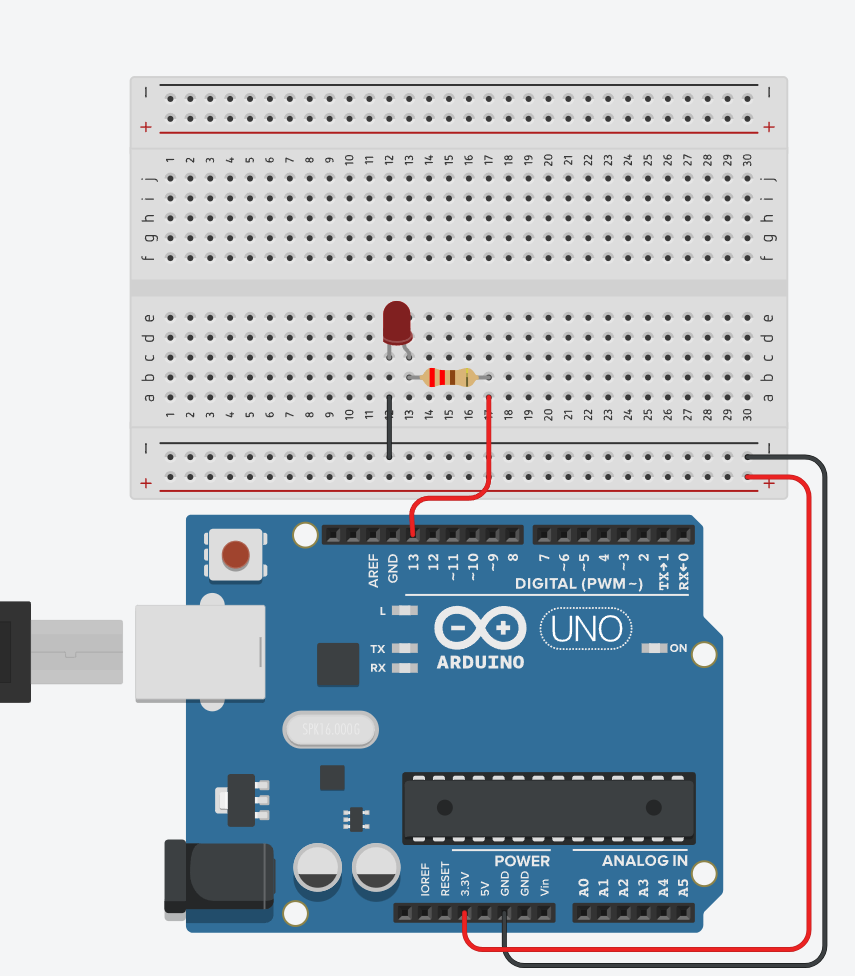 − −
+ +
1 2 3 4 5 6 7 8 9 10 11 12 13 14 15 16 17 18 19 20 21 22 23 24 25 26 27 28 29 30
j j
i i
h h
g g
f f
e e
d d
c c
b b
a a
1 2 3 4 5 6 7 8 9 10 11 12 13 14 15 16 17 18 19 20 21 22 23 24 25 26 27 28 29 30
− −
+ +
AREF GND 13 12 ~11 ~10 ~9 8 7 ~6 ~5 4 ~3 2 TX→1 RX←0
DIGITAL (PWM~)
L
UNO
TX ON
RX ARDUINO
SPK16.000G
POWER ANALOG IN
IOREF RESET 3.3V 5V GND GND Vin A0 A1 A2 A3 A4 A5